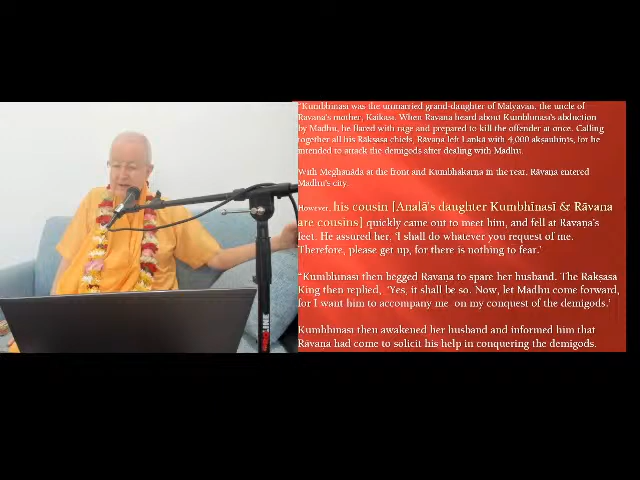 "Kumbhinasi was the unmarried grand-daughter of Malyavan, the uncle of
Ravana's mother, Kaikasi. When Ravana heard about Kumbhinasi's abduction
by Madhu, he flared with rage and prepared to kill the offender at once. Calling
together all his Rāksasa chiefs, Rāvana left Lankā with 4,000 aksauhinis, for he
intended to attack the demigods after dealing with Madhu.
With Meghanāda at the front and Kumbhakarna in the rear, Rāvana entered
Madhu's city.
However, his cousin [Analā's daughter Kumbhīnasī & Rāvana
are cousins] quickly came out to meet him, and fell at Ravana's
feet. He assured her, 'I shall do whatever you request of me.
Therefore, please get up, for there is nothing to fear.'
"Kumbhinasi then begged Ravana to spare her husband. The Raksasa
King then replied, 'Yes, it shall be so. Now, let Madhu come forward,
for I want him to accompany me on my conquest of the demigods.'
Kumbhinasi then awakened her husband and informed him that
Rāvana had come to solicit his help in conquering the demigods.